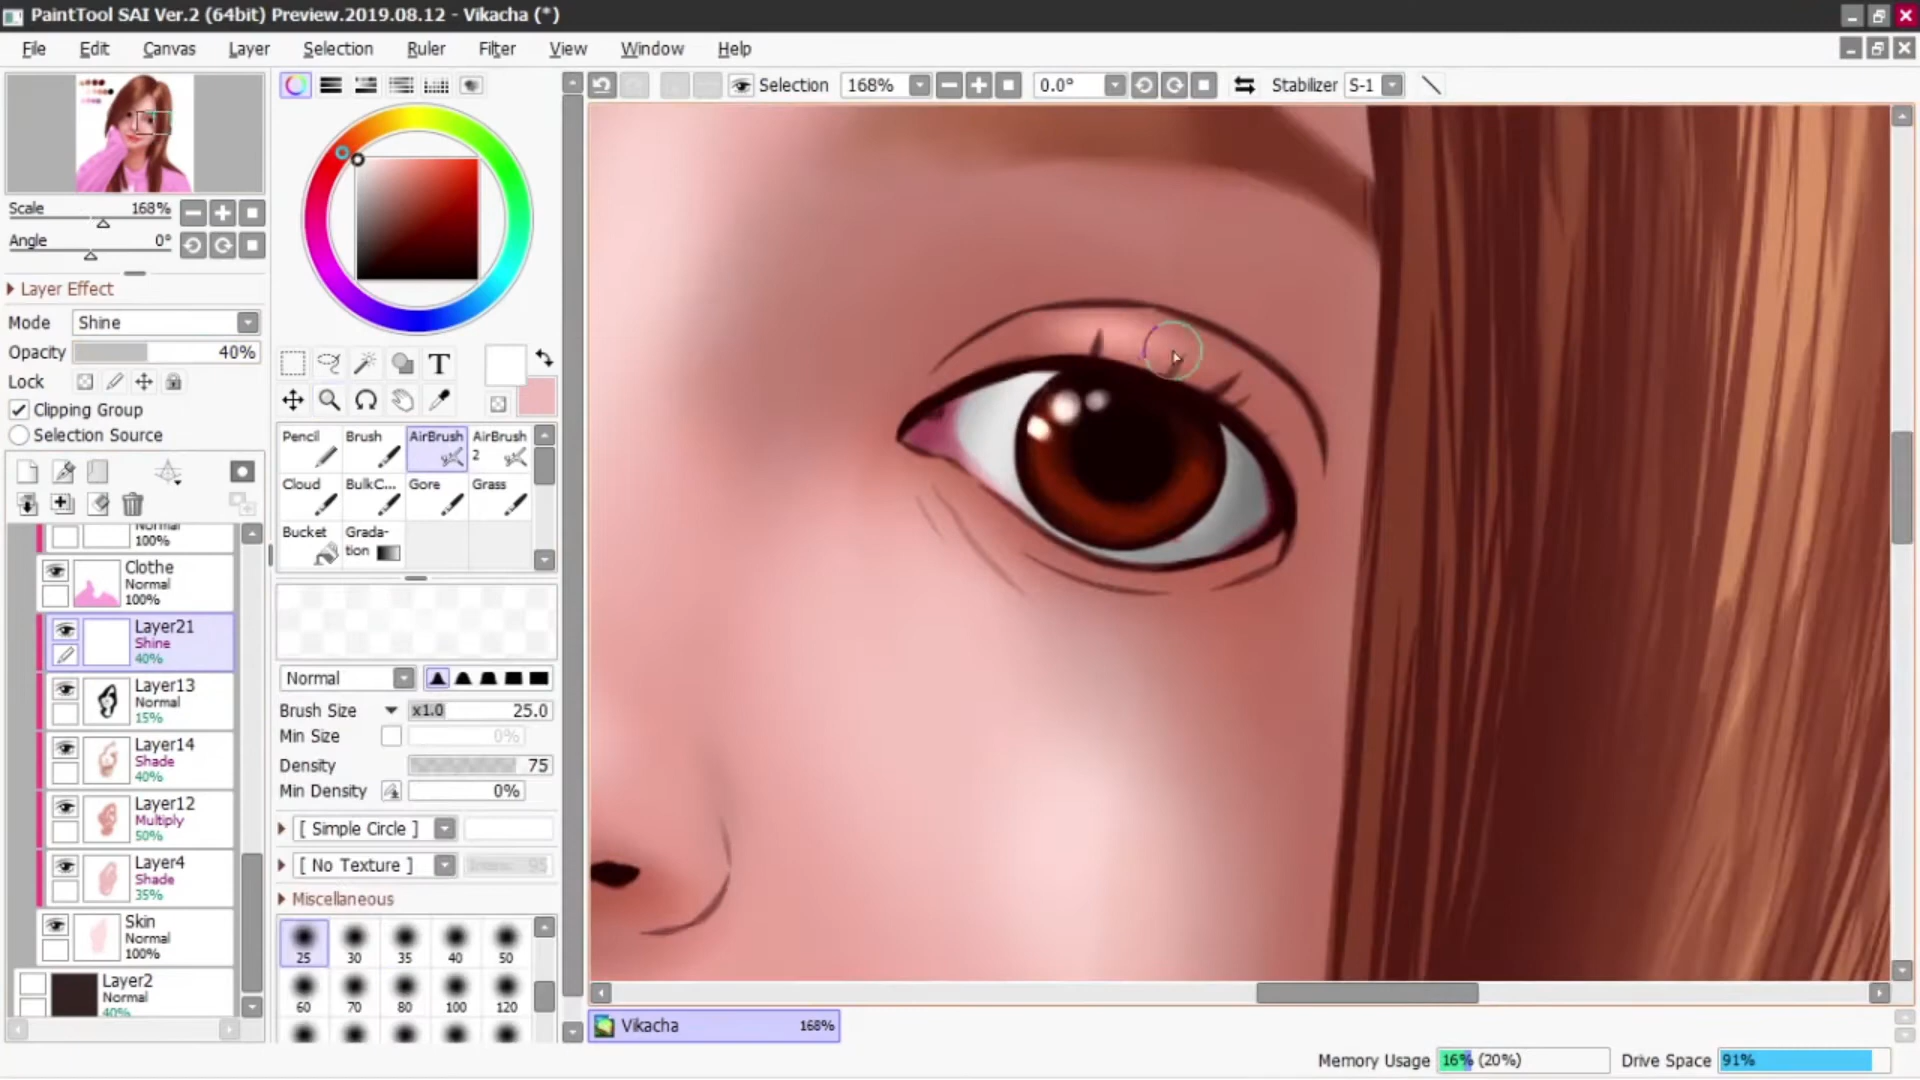 PaintTool SAI Ver.2 (64bit) Preview.2019.08.12 - Vikacha (*)
File Edit Canvas Layer Selection Ruler Filter View Window Help
Selection 168% 0.0° Stabilizer S-1
Scale 168%
Angle 0°
Layer Effect
Mode Shine
Opacity 40%
Lock
Clipping Group
Selection Source
Normal
100%
Clothe
Normal
100%
Layer21
Shine
40%
Layer13
Normal
15%
Layer14
Shade
40%
Layer12
Multiply
50%
Layer4
Shade
35%
Skin
Normal
100%
Layer2
Normal
40%
T
Pencil Brush AirBrush AirBrush 2
Cloud BulkC... Gore Grass
Bucket Grada-
tion
Normal
Brush Size x1.0 25.0
Min Size 0%
Density 75
Min Density 0%
[ Simple Circle ]
[ No Texture ] 95
Miscellaneous
25 30 35 40 50
60 70 80 100 120
Vikacha 168%
Memory Usage 16% (20%) Drive Space 91%